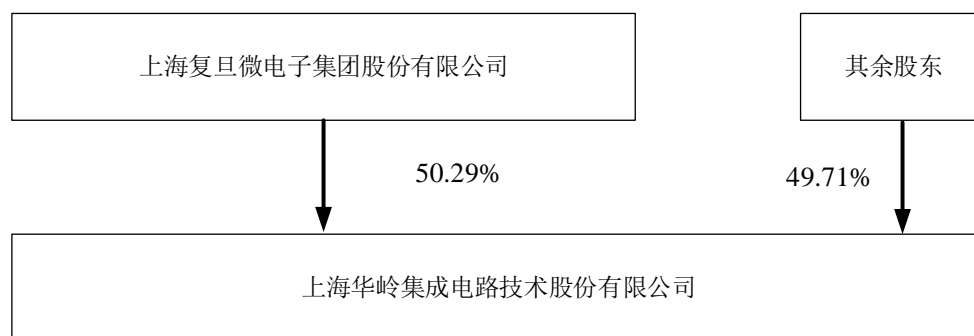 上海复旦微电子集团股份有限公司
其余股东
50.29%
49.71%
上海华岭集成电路技术股份有限公司